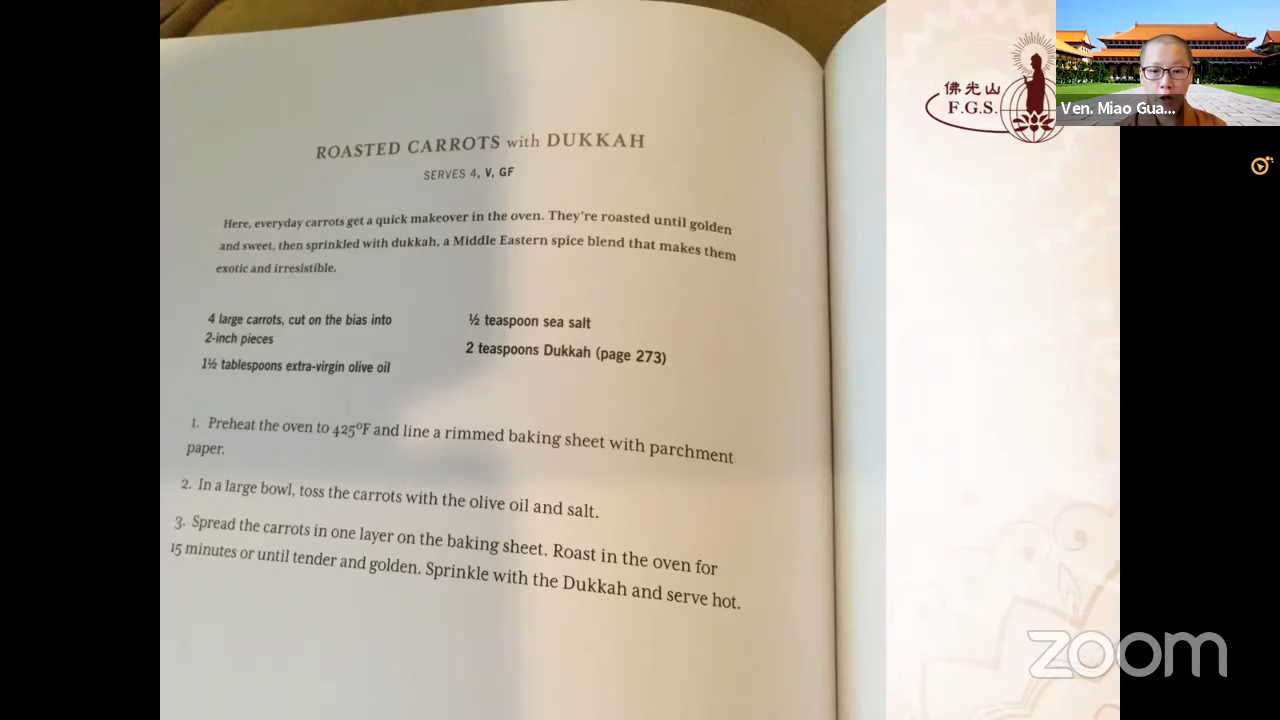 ROASTED CARROTS with DUKKAH
SERVES 4, V, GF
Here, everyday carrots get a quick makeover in the oven. They're roasted until golden
and sweet, then sprinkled with dukkah, a Middle Eastern spice blend that makes them
exotic and irresistible.
4 large carrots, cut on the bias into
2-inch pieces
1½ tablespoons extra-virgin olive oil
½ teaspoon sea salt
2 teaspoons Dukkah (page 273)
1. Preheat the oven to 425°F and line a rimmed baking sheet with parchment
paper.
2. In a large bowl, toss the carrots with the olive oil and salt.
3. Spread the carrots in one layer on the baking sheet. Roast in the oven for
15 minutes or until tender and golden. Sprinkle with the Dukkah and serve hot.
佛光山
F.G.S.
Ven. Miao Gua...
zoom